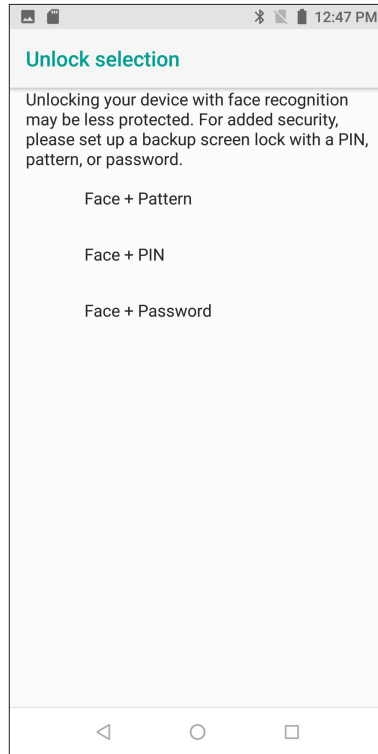 12:47 PM
Unlock selection
Unlocking your device with face recognition
may be less protected. For added security,
please set up a backup screen lock with a PIN,
pattern, or password.
Face + Pattern
Face + PIN
Face + Password